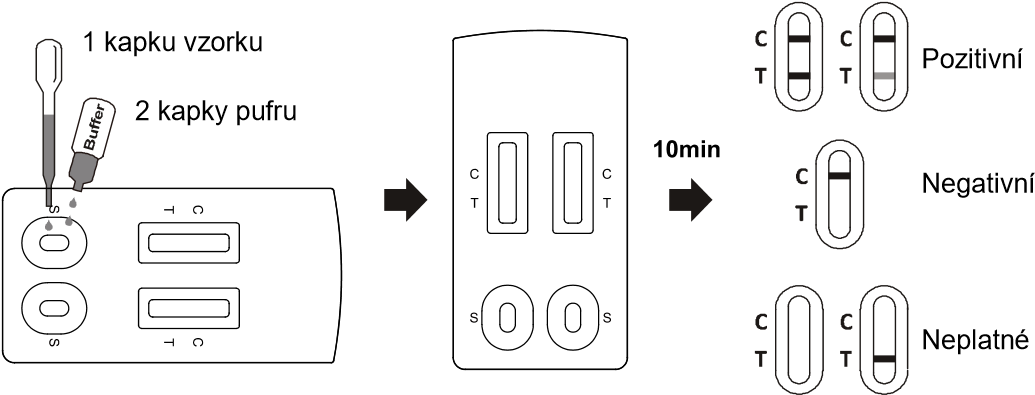 1 kapku vzorku
2 kapky pufru
Buffer
S
T C
S
T C
C C
T T
S S
10min
C C
T T
Pozitivní
C
T
Negativní
C C
T T
Neplatné